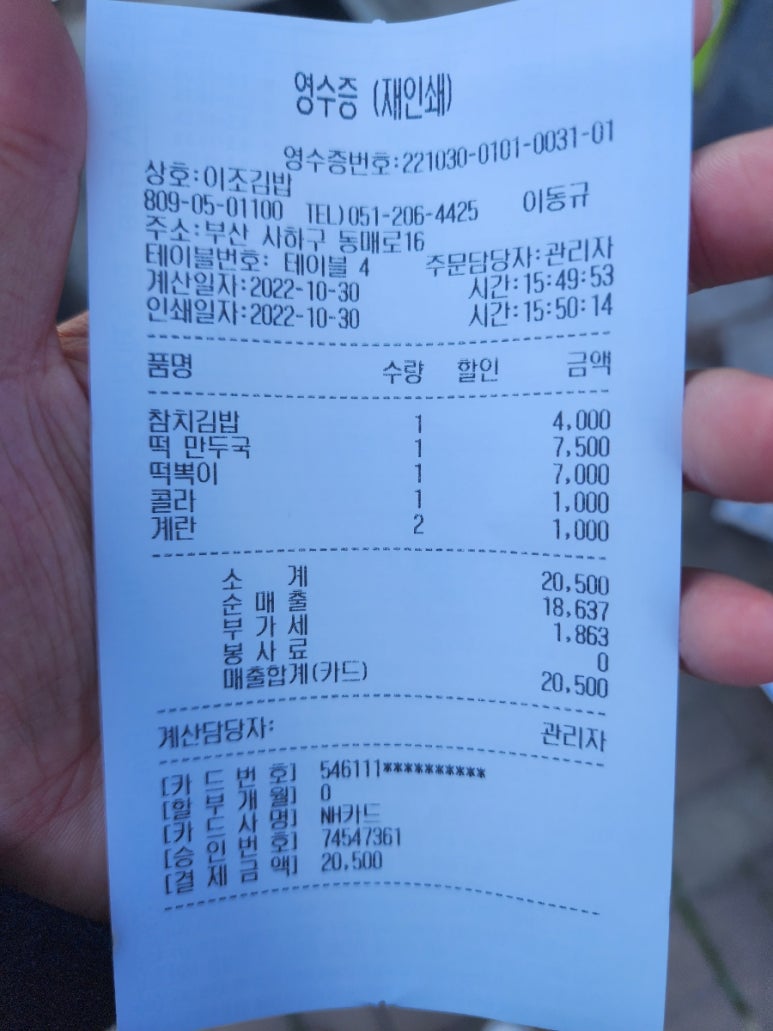 영수증 (재인쇄)
영수증번호:221030-0101-0031-01
상호:이조김밥
809-05-01100 TEL)051-206-4425 이동규
주소:부산 시하구 동매로16
테이블번호: 테이블 4 주문담당자:관리자
계산일자:2022-10-30 시간:15:49:53
인쇄일자:2022-10-30 시간:15:50:14
품명 수량 할인 금액
참치김밥 1 4,000
떡 만두국 1 7,500
떡뽁이 1 7,000
콜라 1 1,000
계란 2 1,000
소 계 20,500
순 매 출 18,637
부 가 세 1,863
봉 사 료 0
매출합계(카드) 20,500
계산담당자: 관리자
[카 드 번 호] 546111**********
[할 부 개 월] 0
[카 드 사 명] NH카드
[승 인 번 호] 74547361
[결 제 금 액] 20,500